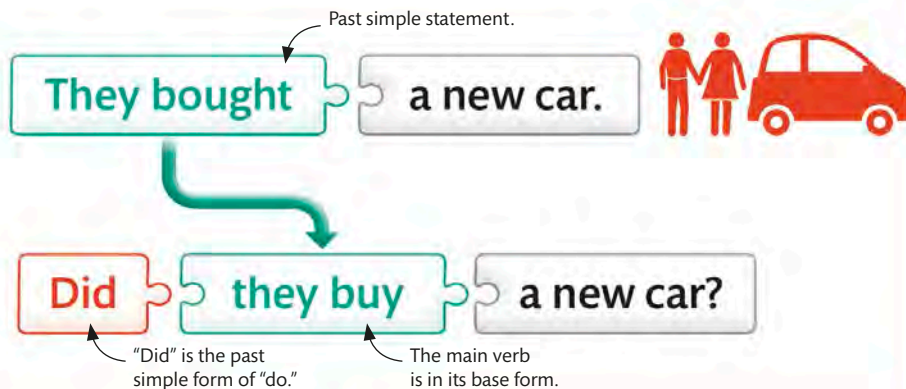 Past simple statement.
They bought a new car.
Did they buy a new car?
“Did” is the past
simple form of “do.”
The main verb
is in its base form.